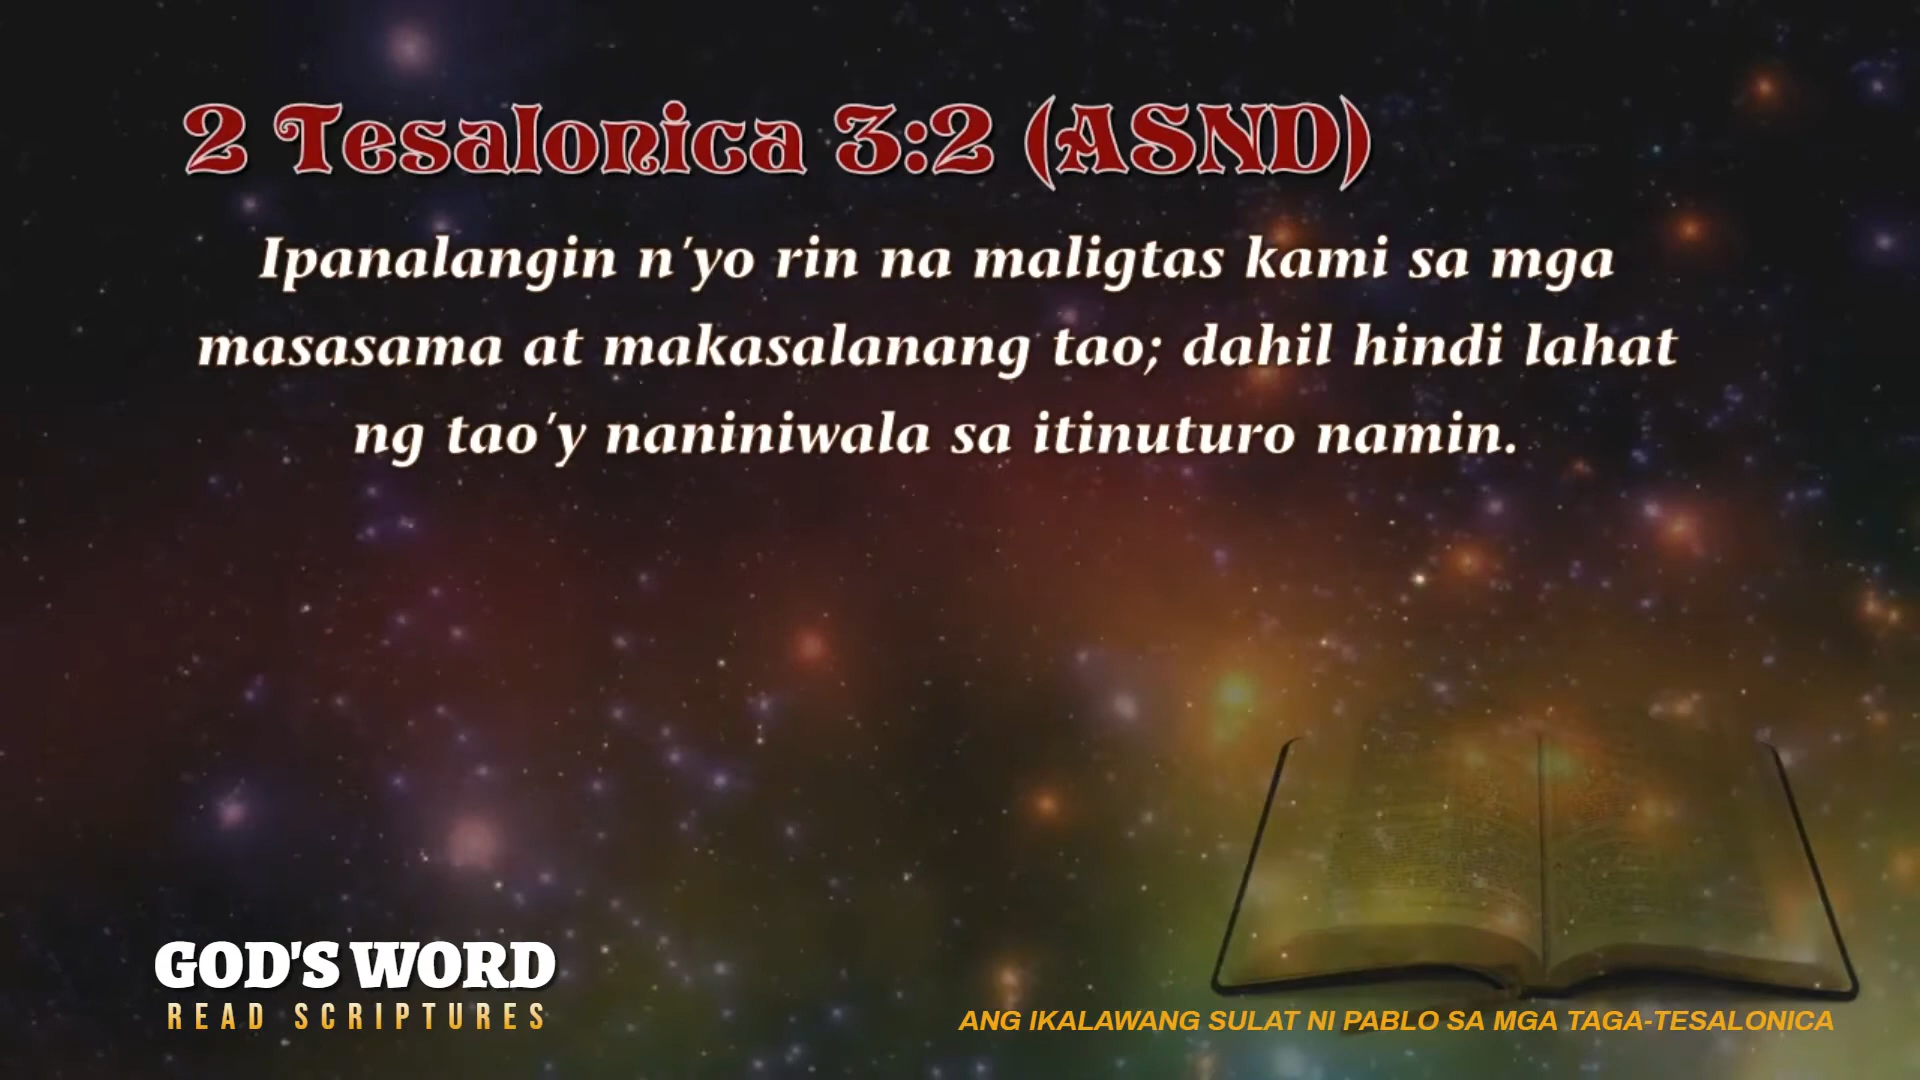 2 Tesalonica 3:2 (ASND)
Ipanalangin n'yo rin na maligtas kami sa mga
masasama at makasalanang tao; dahil hindi lahat
ng tao'y naniniwala sa itinuturo namin.
GOD'S WORD
READ SCRIPTURES
ANG IKALAWANG SULAT NI PABLO SA MGA TAGA-TESALONICA